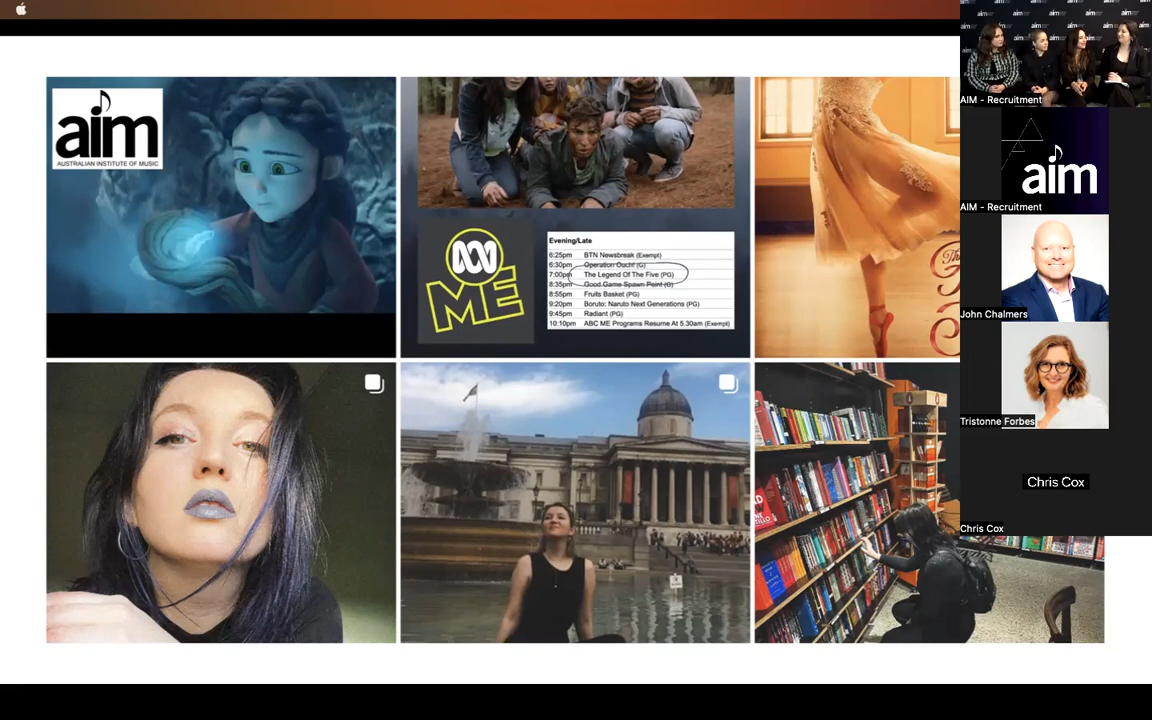 aim
AUSTRALIAN INSTITUTE OF MUSIC
ME
Evening/Late
6:25pm BTN Newsbreak (Exempt)
6:30pm Operation Ouch! (G)
7:00pm The Legend Of The Five (PG)
8:35pm Good Game Spawn Point (G)
8:55pm Fruits Basket (PG)
9:20pm Boruto: Naruto Next Generations (PG)
9:45pm Radiant (PG)
10:10pm ABC ME Programs Resume At 5.30am (Exempt)
aim
AIM - Recruitment
aim
AIM - Recruitment
John Chalmers
Tristonne Forbes
Chris Cox
Chris Cox